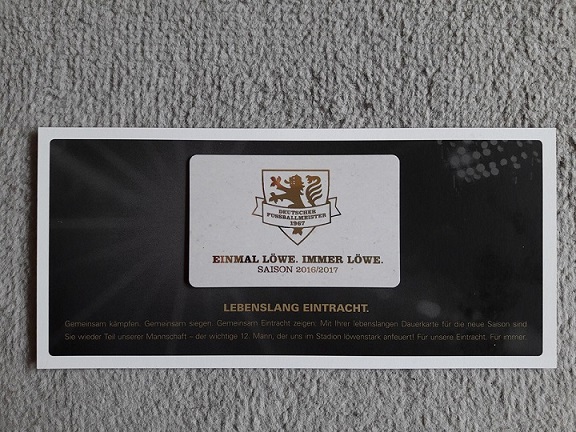 DEUTSCHER
FUSSBALLMEISTER
1967
EINMAL LÖWE. IMMER LÖWE.
SAISON 2016/2017
LEBENSLANG EINTRACHT.
Gemeinsam kämpfen. Gemeinsam siegen. Gemeinsam Eintracht zeigen. Mit Ihrer lebenslangen Dauerkarte für die neue Saison sind
Sie wieder Teil unserer Mannschaft – der wichtige 12. Mann, der uns im Stadion löwenstark anfeuert! Für unsere Eintracht. Für immer.